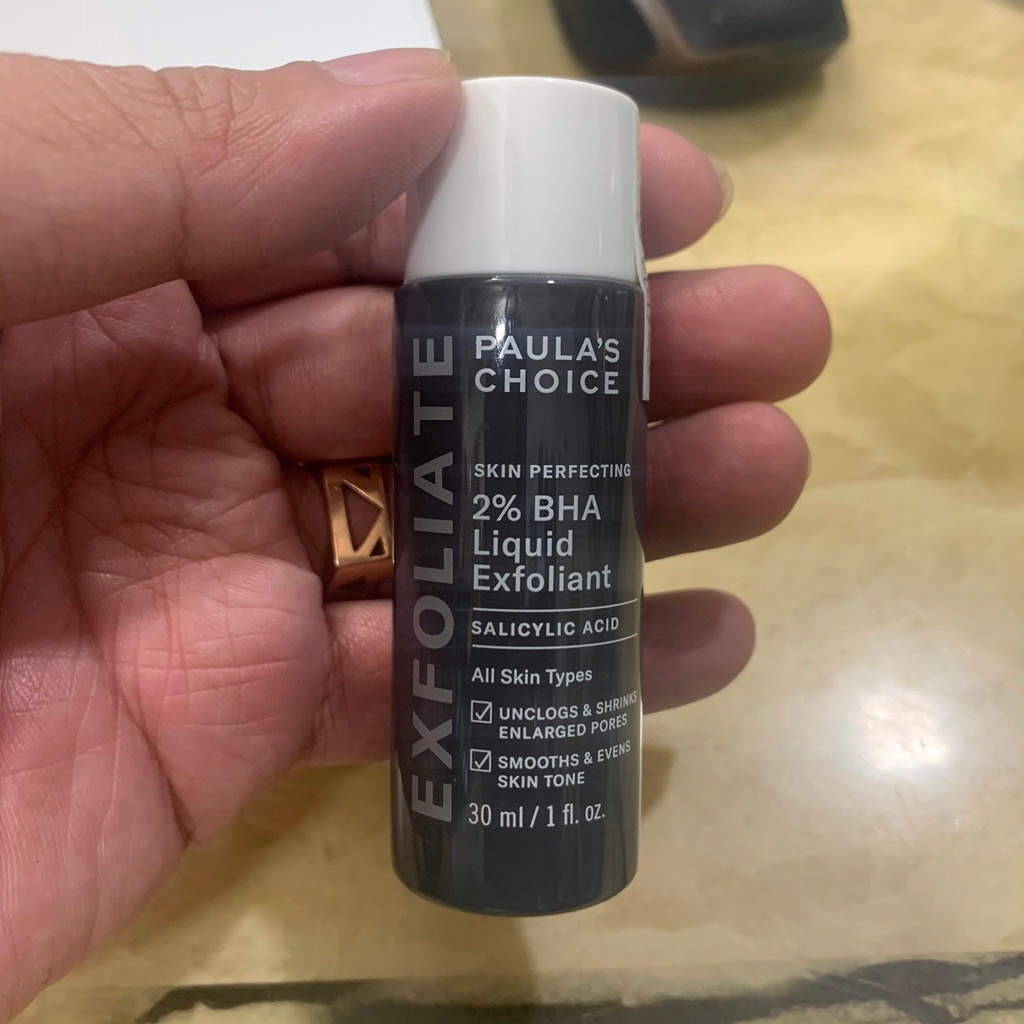 EXFOLIATE
PAULA'S
CHOICE
SKIN PERFECTING
2% BHA
Liquid
Exfoliant
SALICYLIC ACID
All Skin Types
UNCLOGS & SHRINKS
ENLARGED PORES
SMOOTHS & EVENS
SKIN TONE
30 ml / 1 fl. oz.